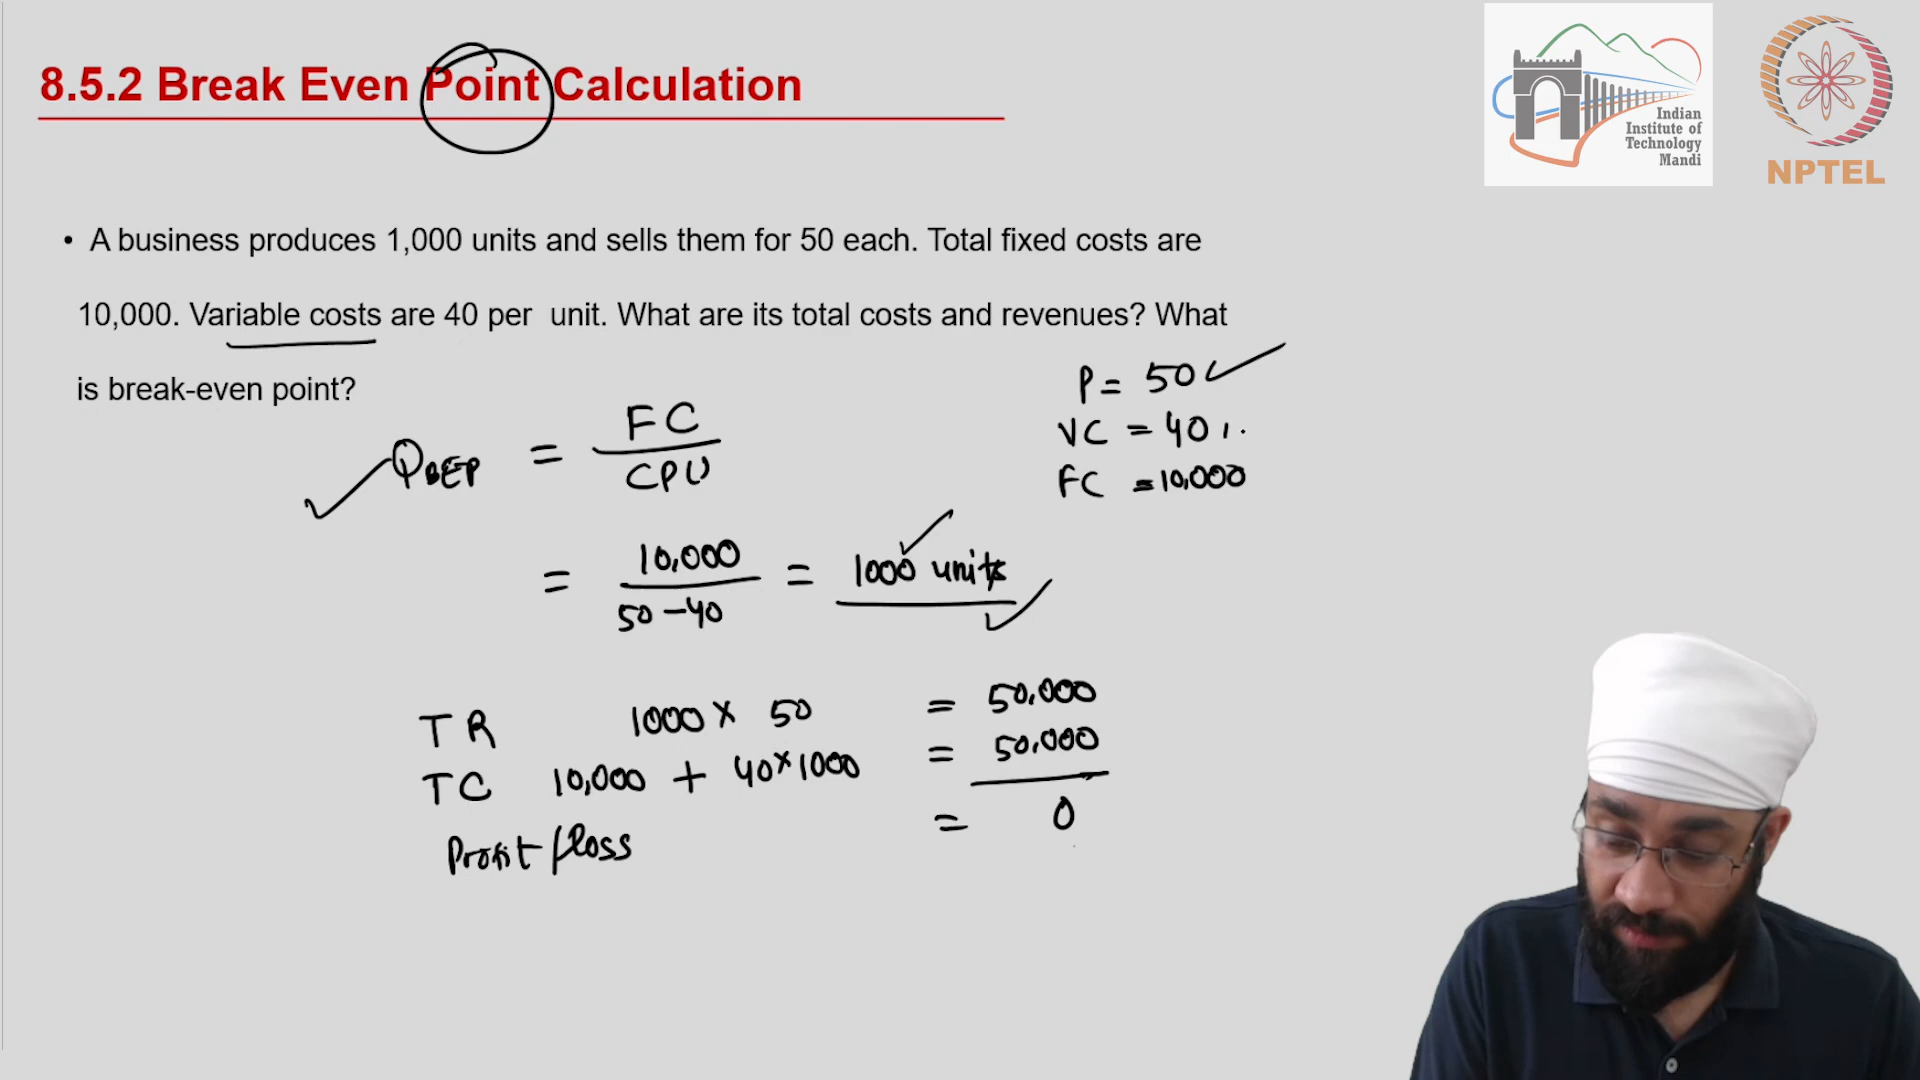 8.5.2 Break Even Point Calculation
Indian
Institute of
Technology
Mandi
NPTEL
• A business produces 1,000 units and sells them for 50 each. Total fixed costs are
10,000. Variable costs are 40 per unit. What are its total costs and revenues? What
is break-even point?
P = 50
VC = 40
FC = 10,000
QBEP = FC / CPU
= 10,000 / 50-40 = 1000 units
TR 1000 × 50 = 50,000
TC 10,000 + 40×1000 = 50,000
Profit/loss = 0